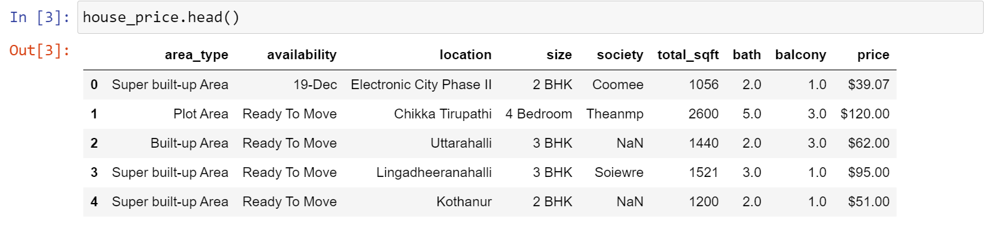 In [3]: house_price.head()
Out[3]:
area_type availability location size society total_sqft bath balcony price
0 Super built-up Area 19-Dec Electronic City Phase II 2 BHK Coomee 1056 2.0 1.0 $39.07
1 Plot Area Ready To Move Chikka Tirupathi 4 Bedroom Theanmp 2600 5.0 3.0 $120.00
2 Built-up Area Ready To Move Uttarahalli 3 BHK NaN 1440 2.0 3.0 $62.00
3 Super built-up Area Ready To Move Lingadheeranahalli 3 BHK Soiewre 1521 3.0 1.0 $95.00
4 Super built-up Area Ready To Move Kothanur 2 BHK NaN 1200 2.0 1.0 $51.00